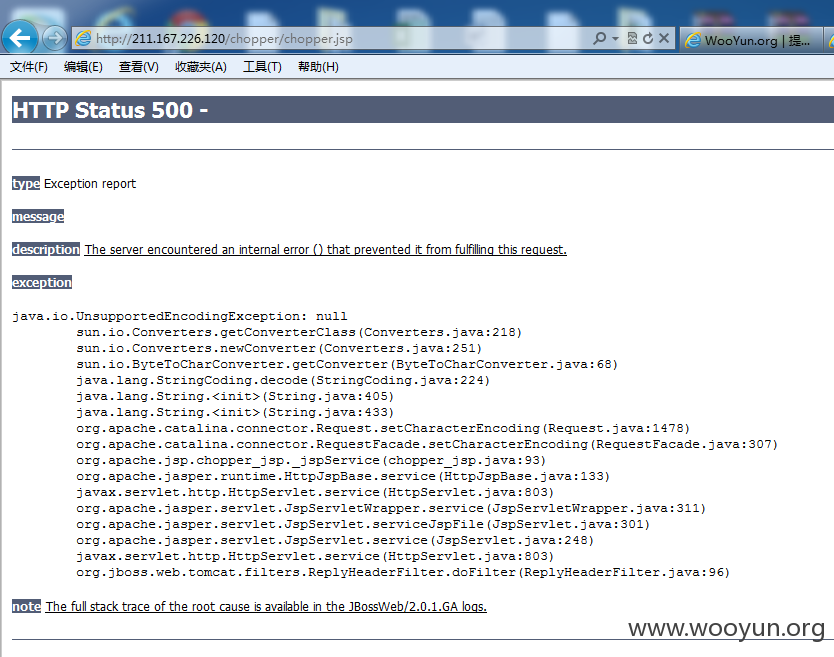 http://211.167.226.120/chopper/chopper.jsp
WooYun.org | 提...
文件(F) 编辑(E) 查看(V) 收藏夹(A) 工具(T) 帮助(H)
HTTP Status 500 -
type Exception report
message
description The server encountered an internal error () that prevented it from fulfilling this request.
exception
java.io.UnsupportedEncodingException: null
sun.io.Converters.getConverterClass(Converters.java:218)
sun.io.Converters.newConverter(Converters.java:251)
sun.io.ByteToCharConverter.getConverter(ByteToCharConverter.java:68)
java.lang.StringCoding.decode(StringCoding.java:224)
java.lang.String.<init>(String.java:405)
java.lang.String.<init>(String.java:433)
org.apache.catalina.connector.Request.setCharacterEncoding(Request.java:1478)
org.apache.catalina.connector.RequestFacade.setCharacterEncoding(RequestFacade.java:307)
org.apache.jsp.chopper_jsp._jspService(chopper_jsp.java:93)
org.apache.jasper.runtime.HttpJspBase.service(HttpJspBase.java:133)
javax.servlet.http.HttpServlet.service(HttpServlet.java:803)
org.apache.jasper.servlet.JspServletWrapper.service(JspServletWrapper.java:311)
org.apache.jasper.servlet.JspServlet.serviceJspFile(JspServlet.java:301)
org.apache.jasper.servlet.JspServlet.service(JspServlet.java:248)
javax.servlet.http.HttpServlet.service(HttpServlet.java:803)
org.jboss.web.tomcat.filters.ReplyHeaderFilter.doFilter(ReplyHeaderFilter.java:96)
note The full stack trace of the root cause is available in the JBossWeb/2.0.1.GA logs.
www.wooyun.org